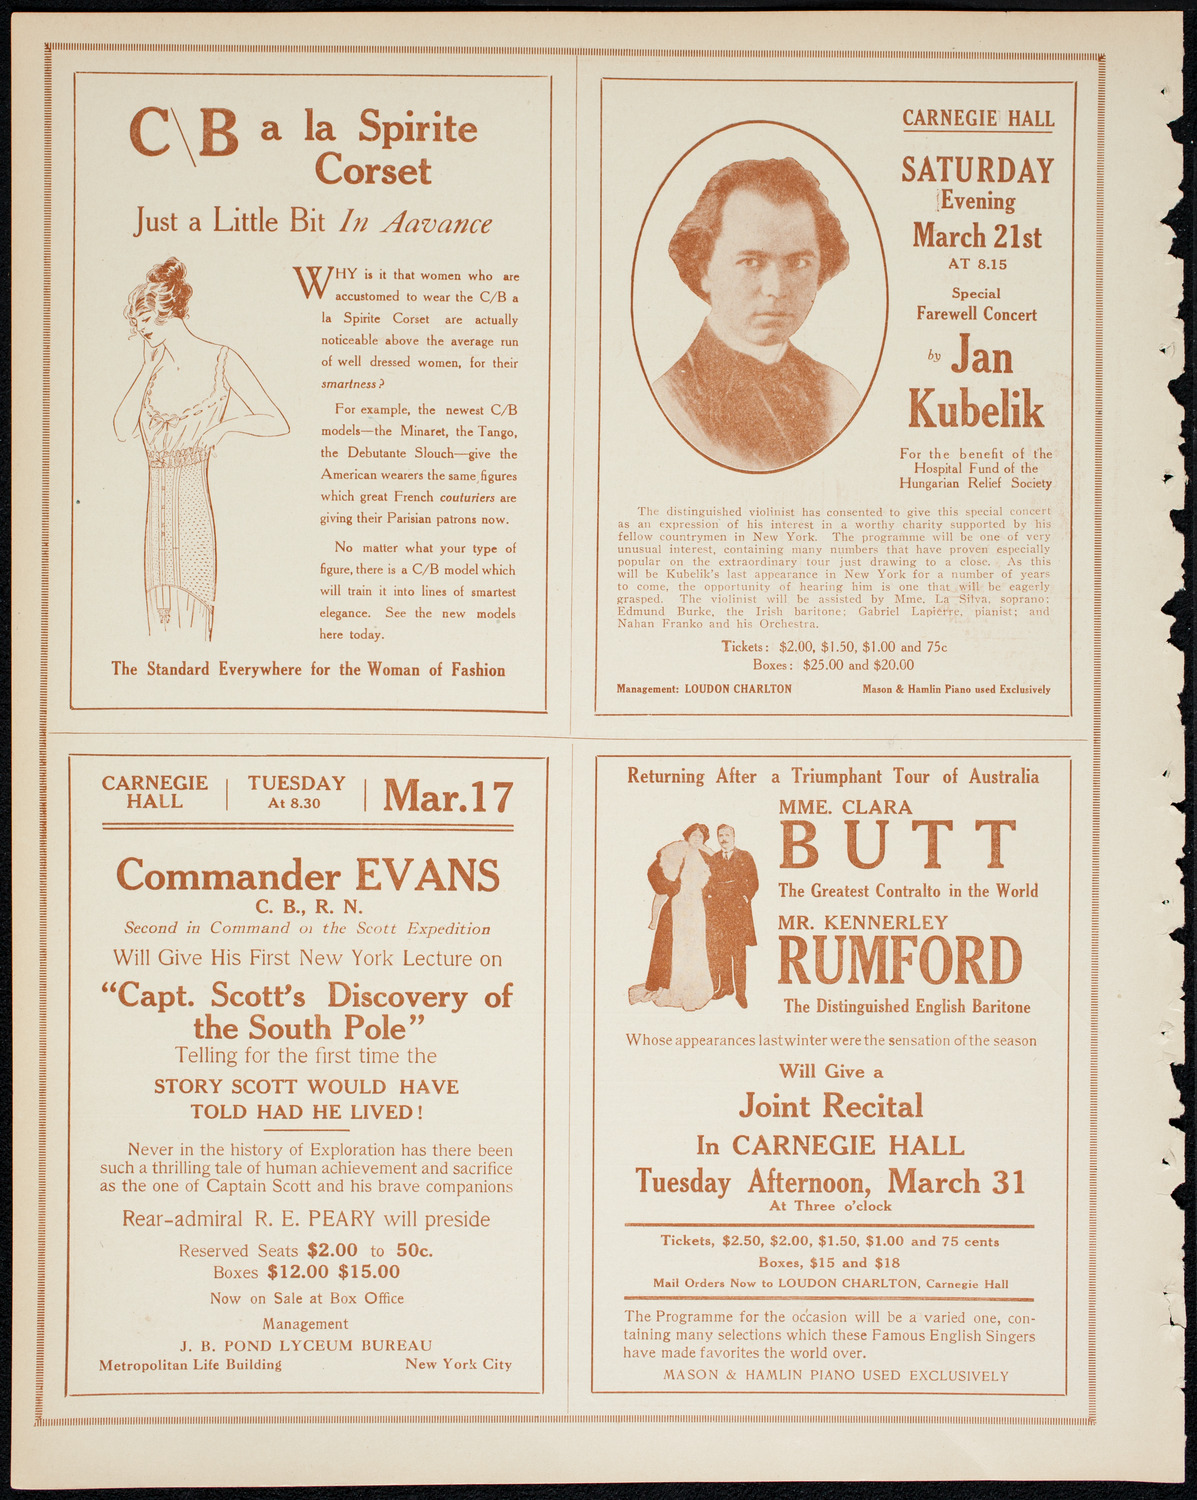 C\B a la Spirite
Corset
Just a Little Bit In Aavance
WHY is it that women who are
accustomed to wear the C/B a
la Spirite Corset are actually
noticeable above the average run
of well dressed women, for their
smartness?
For example, the newest C/B
models—the Minaret, the Tango,
the Debutante Slouch—give the
American wearers the same figures
which great French couturiers are
giving their Parisian patrons now.
No matter what your type of
figure, there is a C/B model which
will train it into lines of smartest
elegance. See the new models
here today.
The Standard Everywhere for the Woman of Fashion
CARNEGIE HALL
SATURDAY
Evening
March 21st
AT 8.15
Special
Farewell Concert
by Jan
Kubelik
For the benefit of the
Hospital Fund of the
Hungarian Relief Society
The distinguished violinist has consented to give this special concert
as an expression of his interest in a worthy charity supported by his
fellow countrymen in New York. The programme will be one of very
unusual interest, containing many numbers that have proven especially
popular on the extraordinary tour just drawing to a close. As this
will be Kubelik's last appearance in New York for a number of years
to come, the opportunity of hearing him is one that will be eagerly
grasped. The violinist will be assisted by Mme. La Silva, soprano;
Edmund Burke, the Irish baritone; Gabriel Lapiérre, pianist; and
Nahan Franko and his Orchestra.
Tickets: $2.00, $1.50, $1.00 and 75c
Boxes: $25.00 and $20.00
Management: LOUDON CHARLTON Mason & Hamlin Piano used Exclusively
CARNEGIE HALL | TUESDAY At 8.30 | Mar. 17
Commander EVANS
C. B., R. N.
Second in Command of the Scott Expedition
Will Give His First New York Lecture on
"Capt. Scott's Discovery of
the South Pole"
Telling for the first time the
STORY SCOTT WOULD HAVE
TOLD HAD HE LIVED!
Never in the history of Exploration has there been
such a thrilling tale of human achievement and sacrifice
as the one of Captain Scott and his brave companions
Rear-admiral R. E. PEARY will preside
Reserved Seats $2.00 to 50c.
Boxes $12.00 $15.00
Now on Sale at Box Office
Management
J. B. POND LYCEUM BUREAU
Metropolitan Life Building New York City
Returning After a Triumphant Tour of Australia
MME. CLARA
BUTT
The Greatest Contralto in the World
MR. KENNERLEY
RUMFORD
The Distinguished English Baritone
Whose appearances last winter were the sensation of the season
Will Give a
Joint Recital
In CARNEGIE HALL
Tuesday Afternoon, March 31
At Three o'clock
Tickets, $2.50, $2.00, $1.50, $1.00 and 75 cents
Boxes, $15 and $18
Mail Orders Now to LOUDON CHARLTON, Carnegie Hall
The Programme for the occasion will be a varied one, con-
taining many selections which these Famous English Singers
have made favorites the world over.
MASON & HAMLIN PIANO USED EXCLUSIVELY